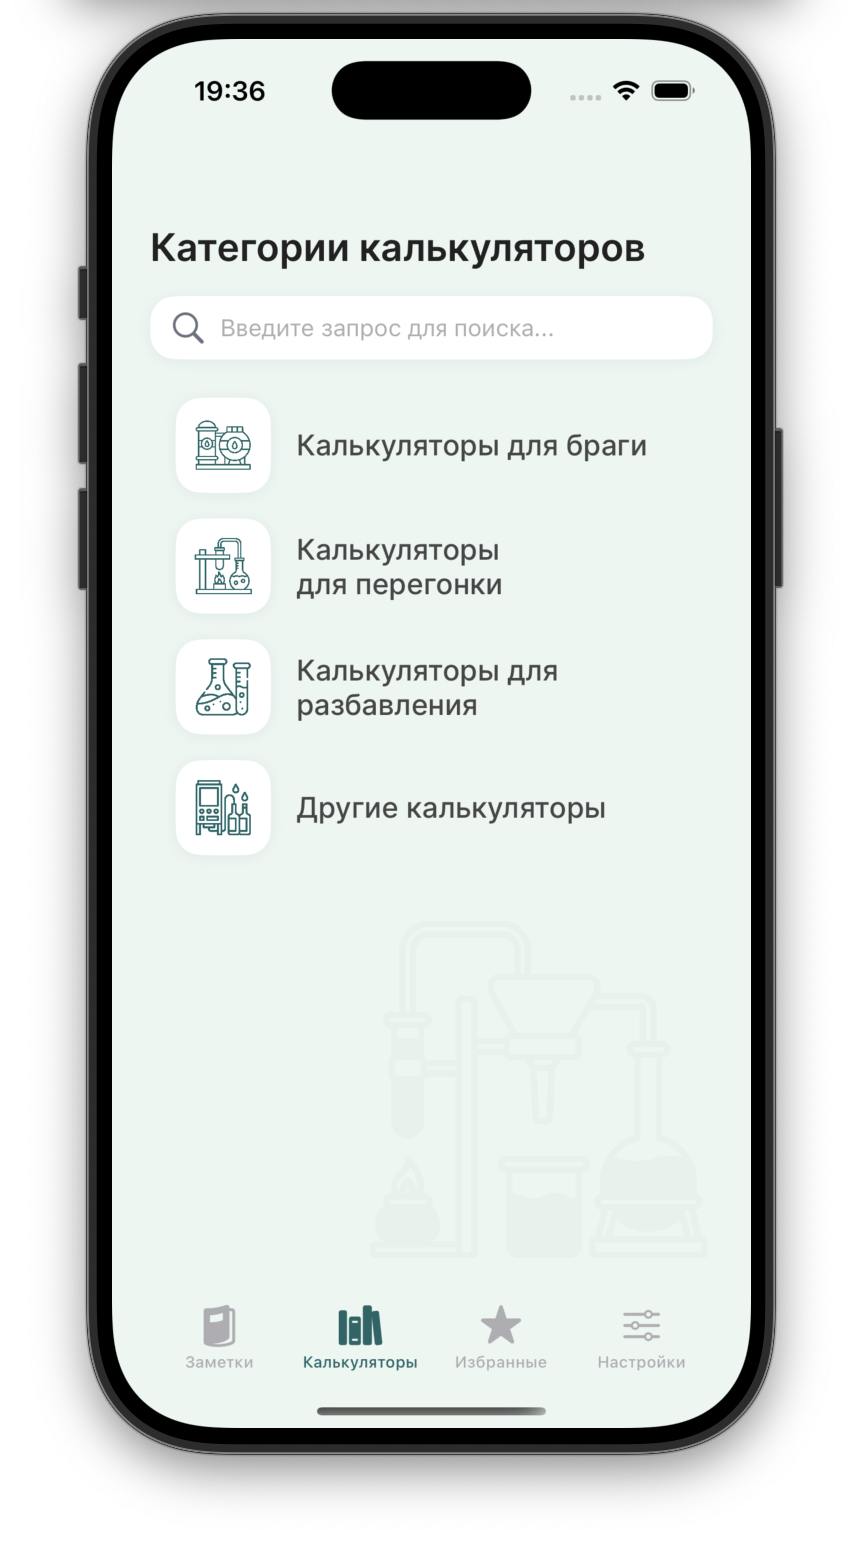 19:36
Категории калькуляторов
Введите запрос для поиска...
Калькуляторы для браги
Калькуляторы
для перегонки
Калькуляторы для
разбавления
Другие калькуляторы
Заметки
Калькуляторы
Избранные
Настройки